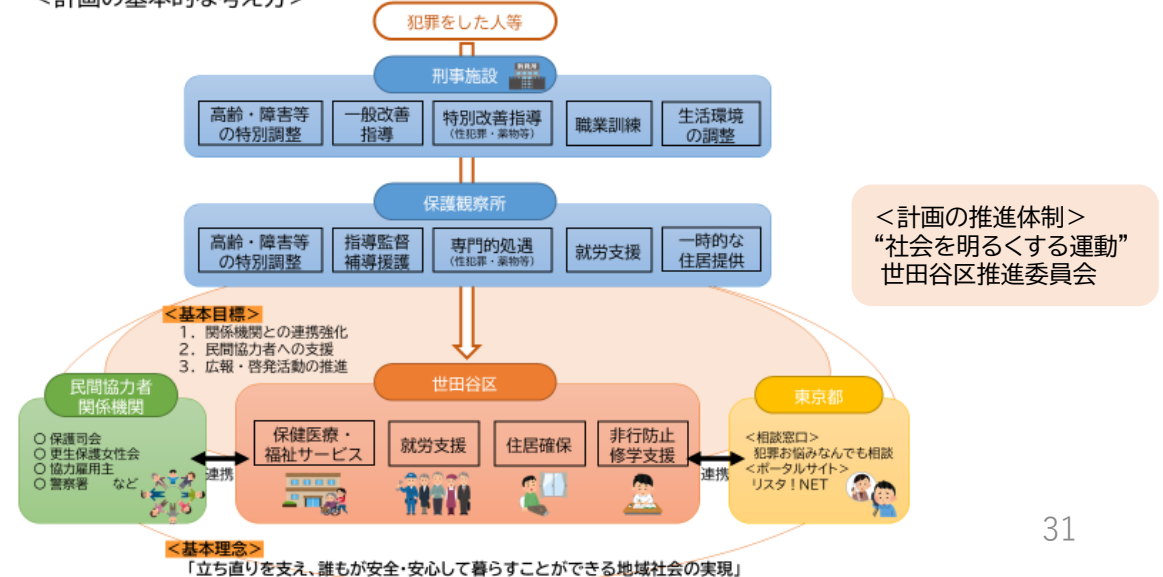 ＜計画の基本的な考え方＞
犯罪をした人等
刑事施設
高齢・障害等
の特別調整
一般改善
指導
特別改善指導
（性犯罪・薬物等）
職業訓練
生活環境
の調整
保護観察所
高齢・障害等
の特別調整
指導監督
補導援護
専門的処遇
（性犯罪・薬物等）
就労支援
一時的な
住居提供
＜計画の推進体制＞
“社会を明るくする運動”
世田谷区推進委員会
＜基本目標＞
１．関係機関との連携強化
２．民間協力者への支援
３．広報・啓発活動の推進
民間協力者
関係機関
○保護司会
○更生保護女性会
○協力雇用主
○警察署　など
連携
世田谷区
保健医療・
福祉サービス
就労支援
住居確保
非行防止
修学支援
連携
東京都
＜相談窓口＞
犯罪お悩みなんでも相談
＜ポータルサイト＞
リスタ！NET
＜基本理念＞
「立ち直りを支え、誰もが安全・安心して暮らすことができる地域社会の実現」
31